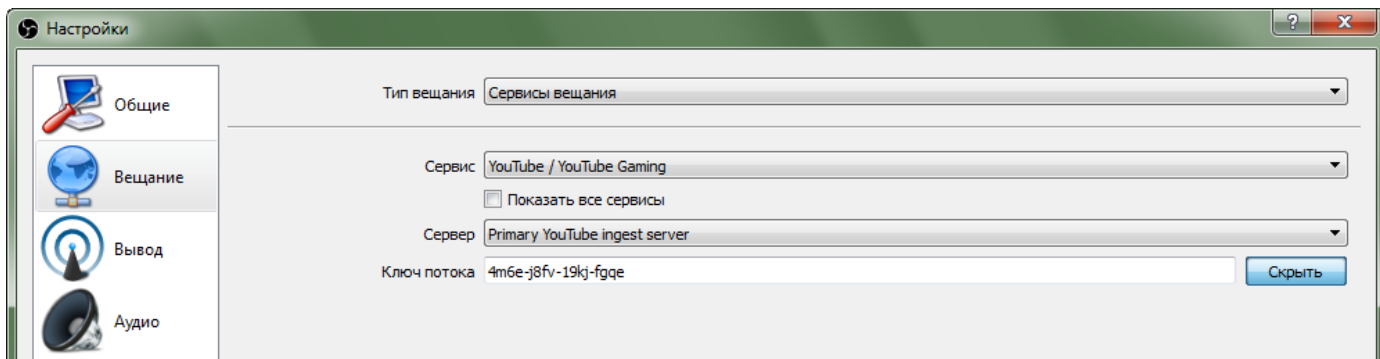 Настройки
Общие
Вещание
Вывод
Аудио
Тип вещания Сервисы вещания
Сервис YouTube / YouTube Gaming
Показать все сервисы
Сервер Primary YouTube ingest server
Ключ потока 4m6e-j8fv-19kj-fgqe Скрыть